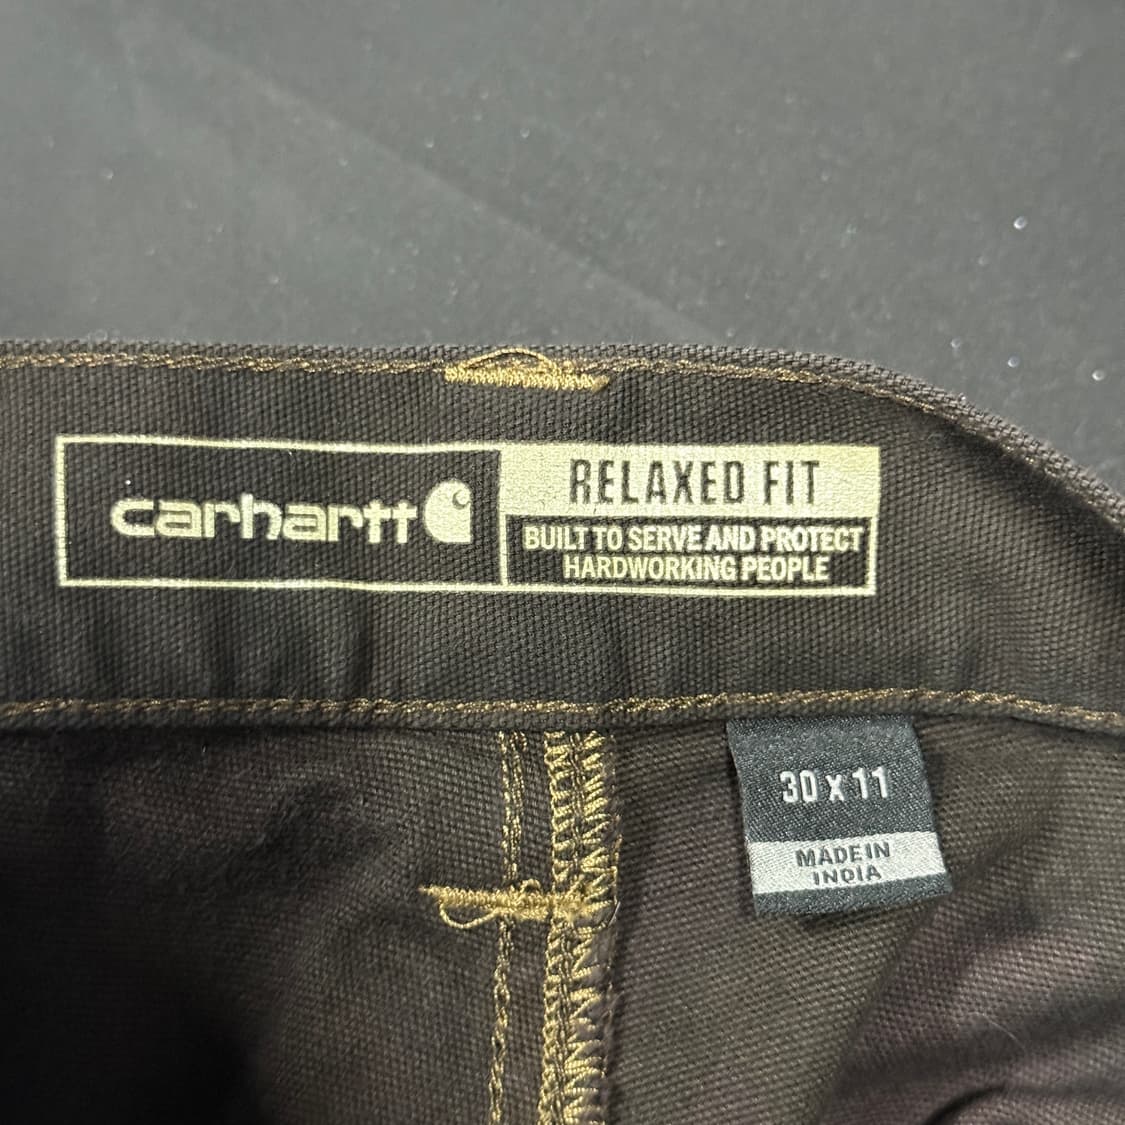 carhartt
RELAXED FIT
BUILT TO SERVE AND PROTECT
HARDWORKING PEOPLE
30 X 11
MADE IN
INDIA